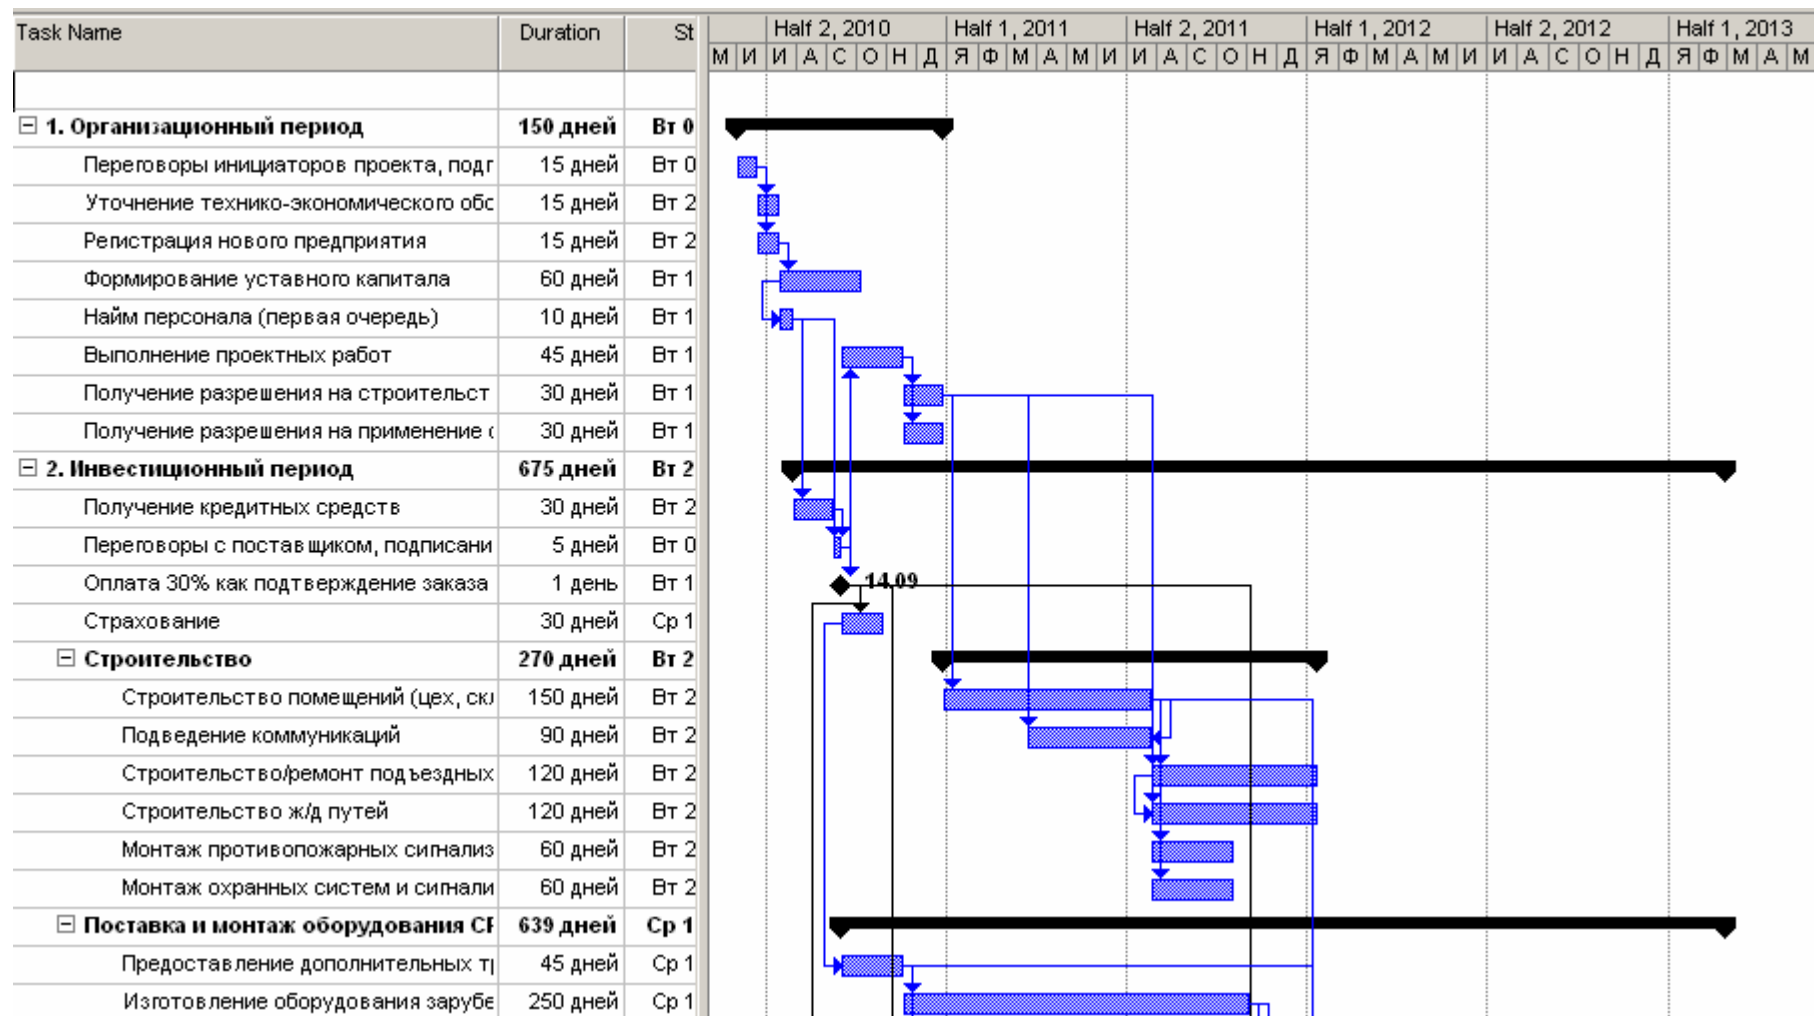 Task Name Duration St Half 2, 2010 Half 1, 2011 Half 2, 2011 Half 1, 2012 Half 2, 2012 Half 1, 2013
М И И А С О Н Д Я Ф М А М И И А С О Н Д Я Ф М А М И И А С О Н Д Я Ф М А М
1. Организационный период 150 дней Вт 0
Переговоры инициаторов проекта, подг 15 дней Вт 0
Уточнение технико-экономического обс 15 дней Вт 2
Регистрация нового предприятия 15 дней Вт 2
Формирование уставного капитала 60 дней Вт 1
Найм персонала (первая очередь) 10 дней Вт 1
Выполнение проектных работ 45 дней Вт 1
Получение разрешения на строительст 30 дней Вт 1
Получение разрешения на применение 30 дней Вт 1
2. Инвестиционный период 675 дней Вт 2
Получение кредитных средств 30 дней Вт 2
Переговоры с поставщиком, подписани 5 дней Вт 0
Оплата 30% как подтверждение заказа 1 день Вт 1 14.09
Страхование 30 дней Ср 1
Строительство 270 дней Вт 2
Строительство помещений (цех, скл 150 дней Вт 2
Подведение коммуникаций 90 дней Вт 2
Строительство/ремонт подъездных 120 дней Вт 2
Строительство ж/д путей 120 дней Вт 2
Монтаж противопожарных сигнализ 60 дней Вт 2
Монтаж охранных систем и сигнали 60 дней Вт 2
Поставка и монтаж оборудования 639 дней Ср 1
Предоставление дополнительных 45 дней Ср 1
Изготовление оборудования зарубе 250 дней Ср 1